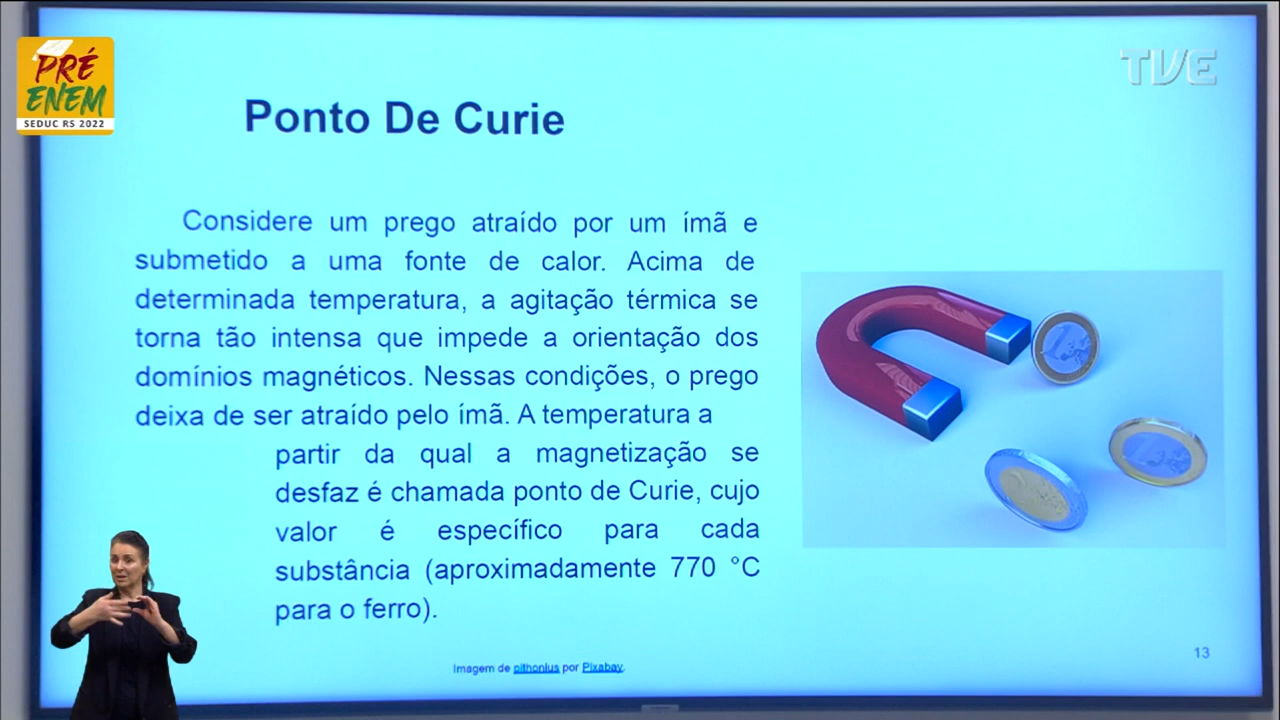 PRÉ
ENEM
SEDUC RS 2022
TVE
Ponto De Curie
Considere um prego atraído por um ímã e
submetido a uma fonte de calor. Acima de
determinada temperatura, a agitação térmica se
torna tão intensa que impede a orientação dos
domínios magnéticos. Nessas condições, o prego
deixa de ser atraído pelo ímã. A temperatura a
partir da qual a magnetização se
desfaz é chamada ponto de Curie, cujo
valor é específico para cada
substância (aproximadamente 770 °C
para o ferro).
Imagem de pithonius por Pixabay.
13